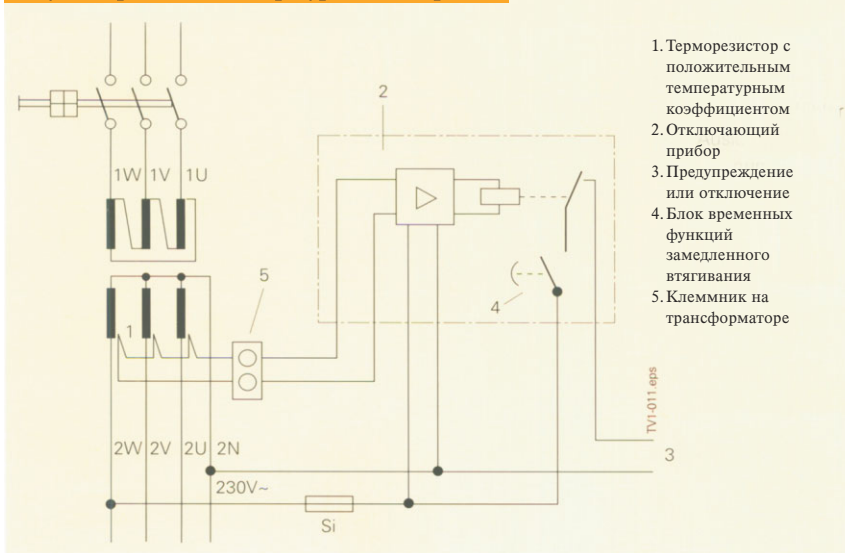 1. Терморезистор с
положительным
температурным
коэффициентом
2. Отключающий
прибор
3. Предупреждение
или отключение
4. Блок временных
функций
замедленного
втягивания
5. Клеммник на
трансформаторе
2
1W 1V 1U
5
4
1
TV1-011.eps
2W 2V 2U 2N
3
230V~
Si